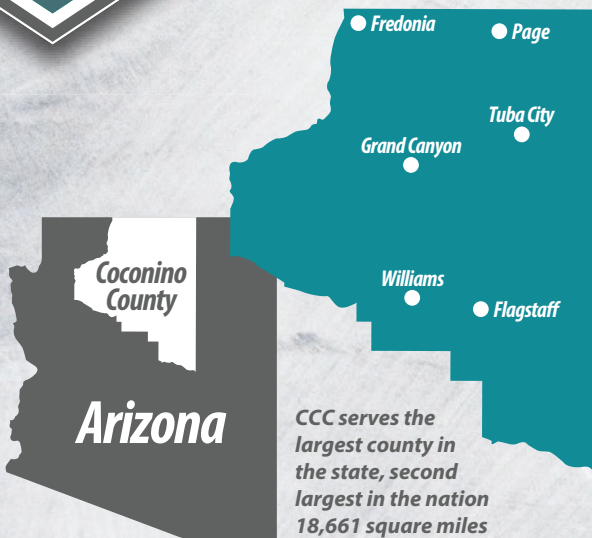 Fredonia
Page
Tuba City
Grand Canyon
Williams
Flagstaff
Coconino
County
Arizona
CCC serves the
largest county in
the state, second
largest in the nation
18,661 square miles